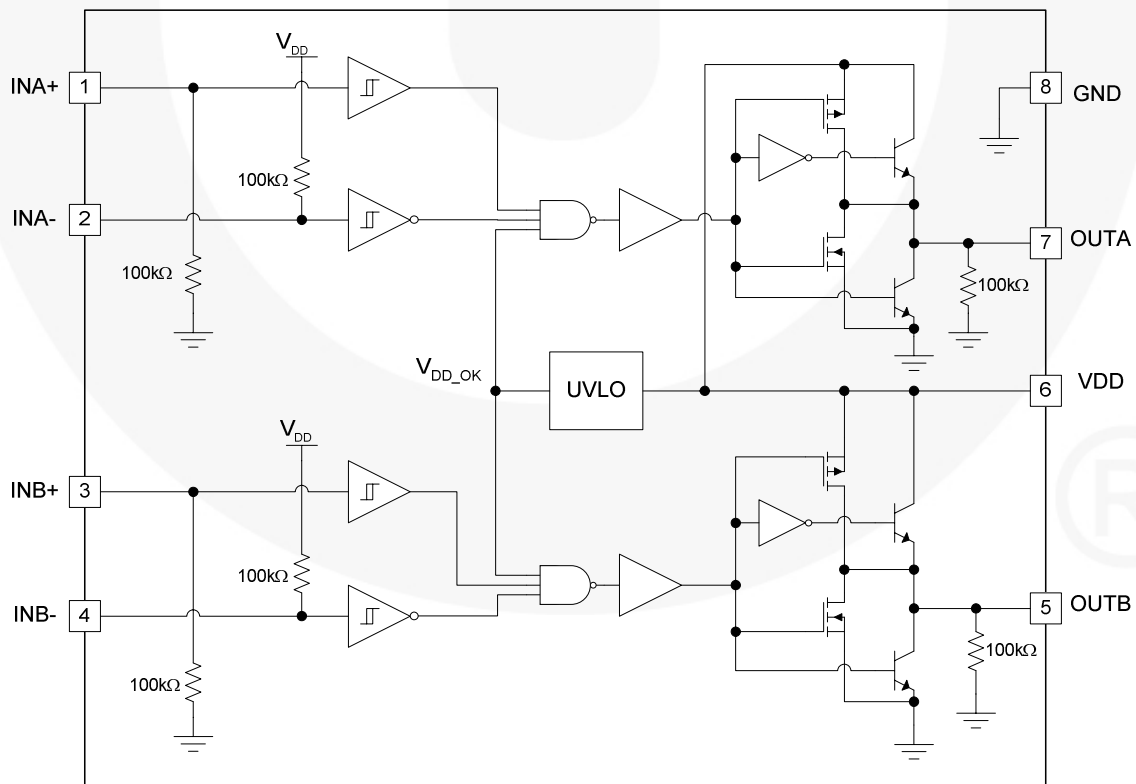 V_DD
INA+ 1
8 GND
100kΩ
INA- 2
7 OUTA
100kΩ
100kΩ
V_DD_OK
UVLO
6 VDD
V_DD
INB+ 3
100kΩ
INB- 4
5 OUTB
100kΩ
100kΩ
®